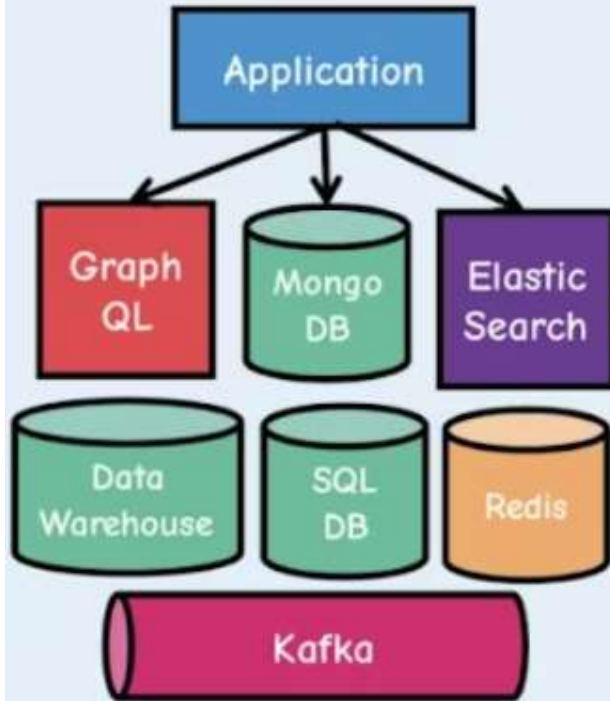 Application
Graph
QL
Mongo
DB
Elastic
Search
Data
Warehouse
SQL
DB
Redis
Kafka